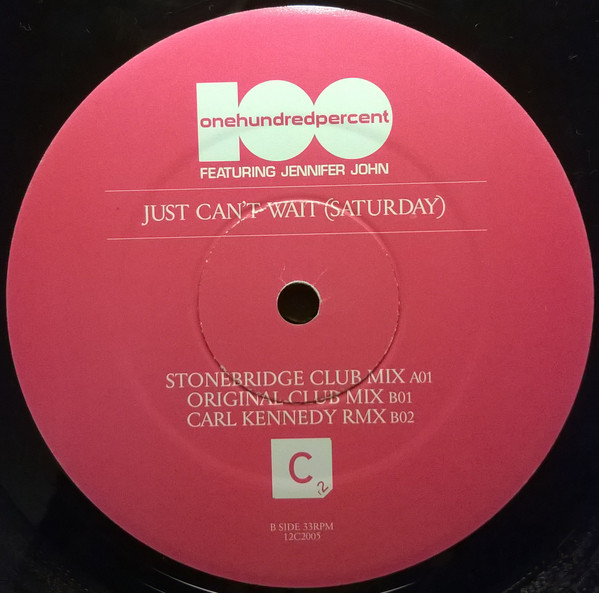 100
onehundredpercent
FEATURING JENNIFER JOHN
JUST CAN'T WAIT (SATURDAY)
STONEBRIDGE CLUB MIX A01
ORIGINAL CLUB MIX B01
CARL KENNEDY RMX B02
C
2
B SIDE 33RPM
12C2005